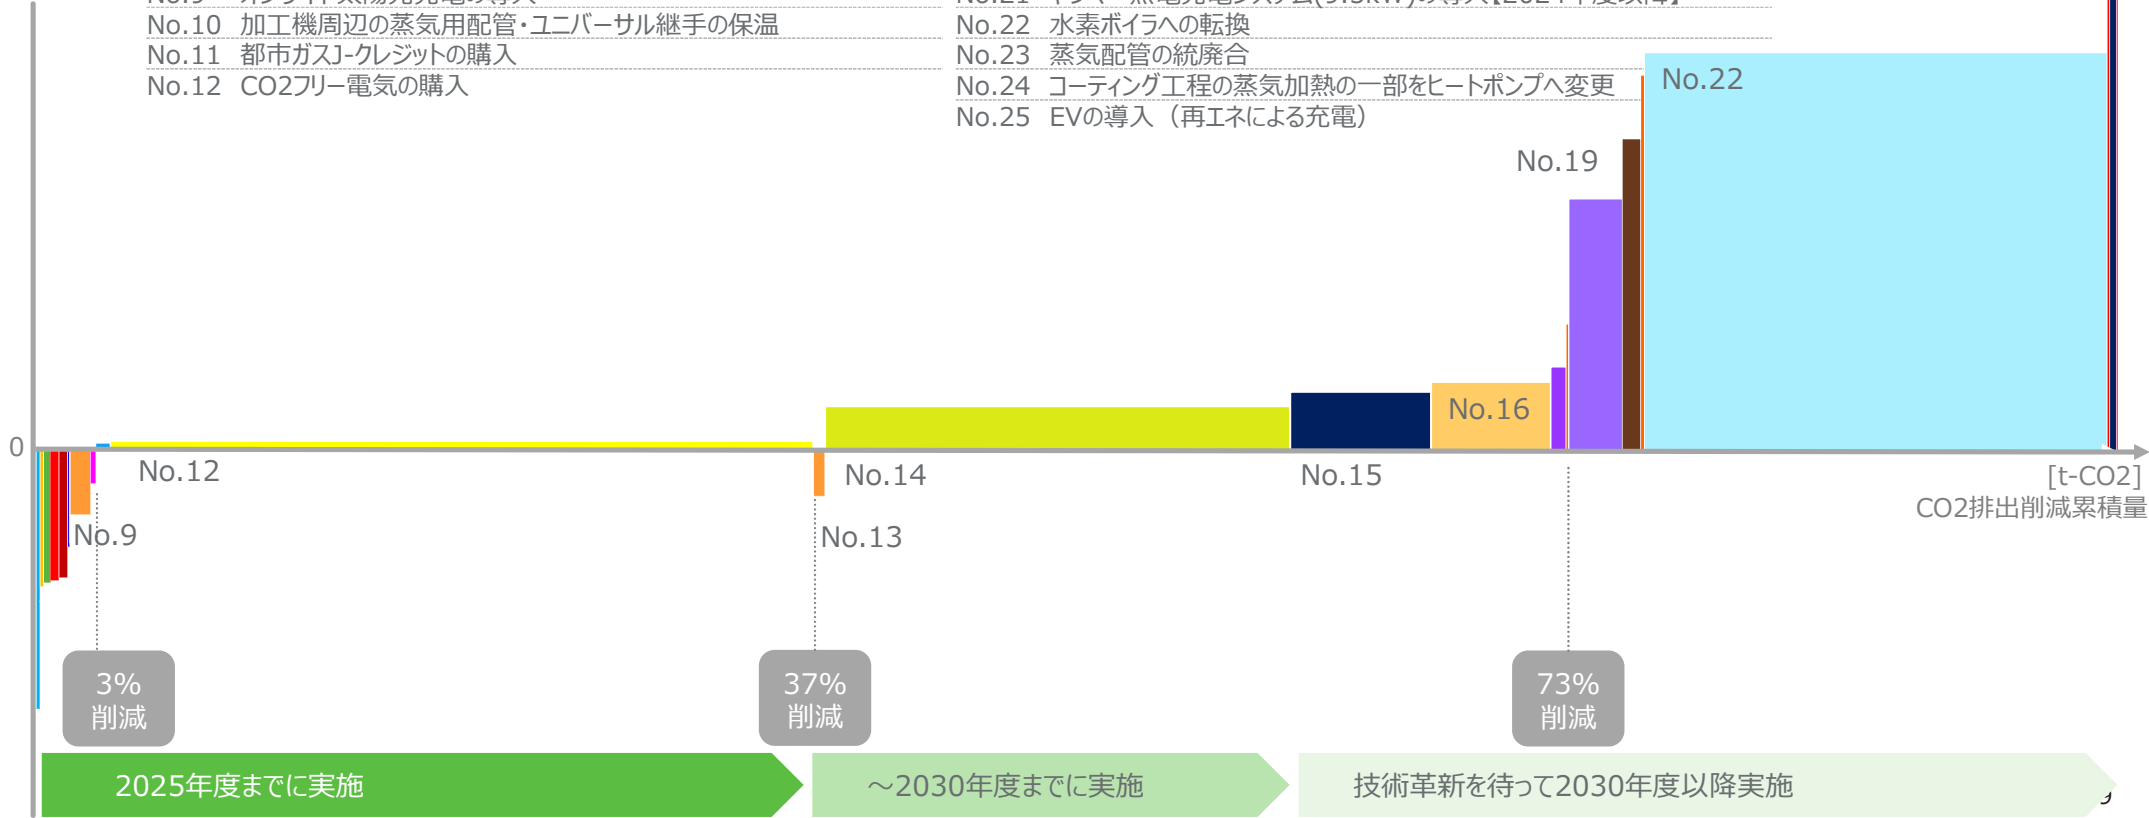 No.10 加工機周辺の蒸気用配管・ユニバーサル継手の保温
No.11 都市ガスJ-クレジットの購入
No.12 CO2フリー電気の購入
No.22 水素ボイラへの転換
No.23 蒸気配管の統廃合
No.24 コーティング工程の蒸気加熱の一部をヒートポンプへ変更
No.25 EVの導入（再エネによる充電）
No.22
No.19
No.16
0
No.12
No.14
No.15
[t-CO2]
CO2排出削減累積量
No.9
No.13
3%
削減
37%
削減
73%
削減
2025年度までに実施
～2030年度までに実施
技術革新を待って2030年度以降実施